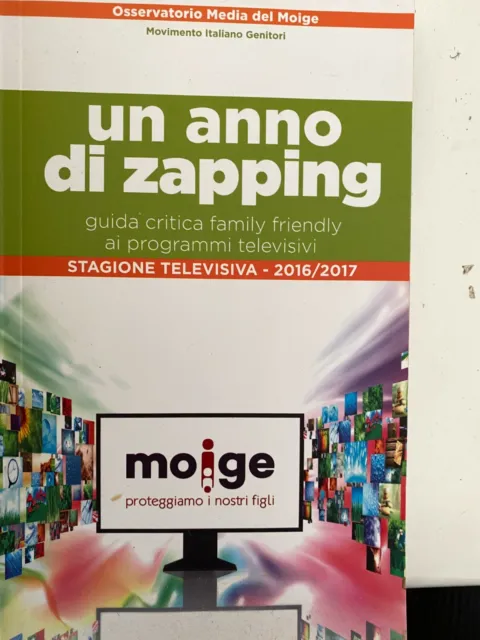 Osservatorio Media del Moige
Movimento Italiano Genitori
un anno
di zapping
guida critica family friendly
ai programmi televisivi
STAGIONE TELEVISIVA - 2016/2017
moige
proteggiamo i nostri figli